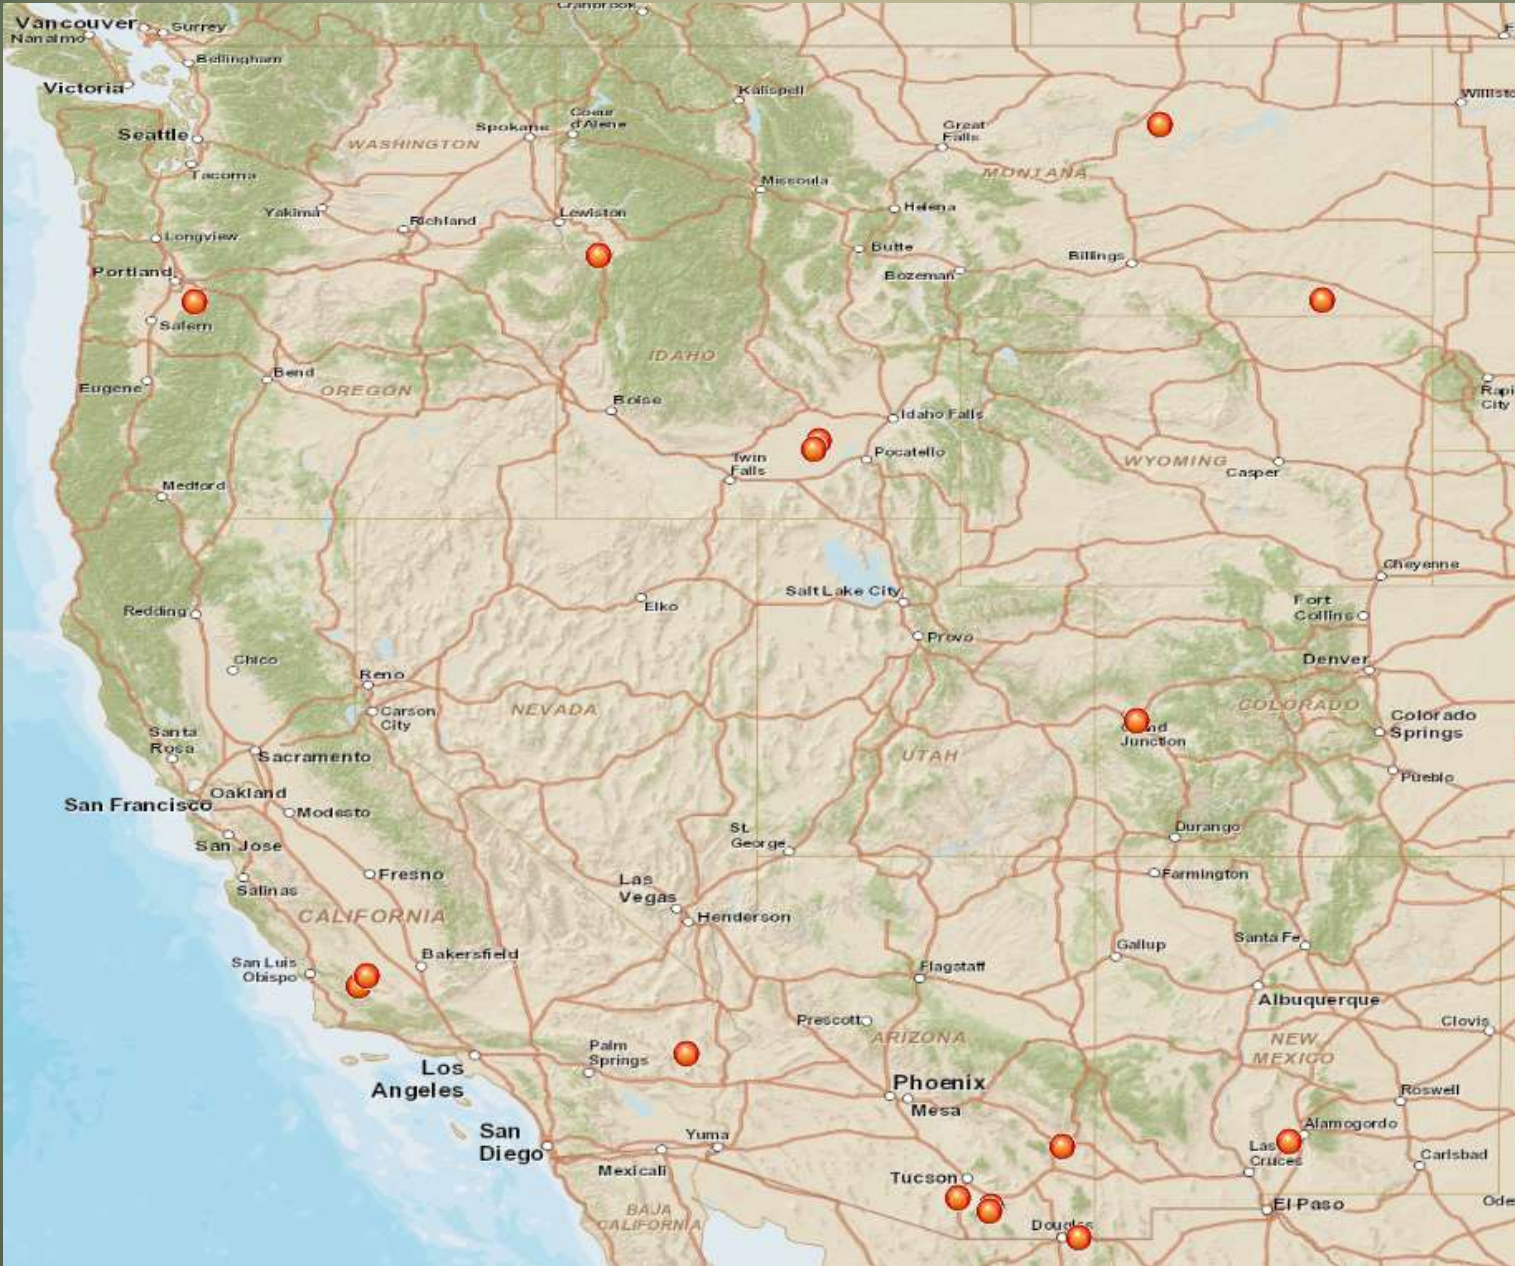 Cranbrook
Vancouver
Surrey
Nanaimo
Bellingham
Victoria
Kalispell
Coeur
d'Alene
Spokane
Great
Falls
Seattle
WASHINGTON
MONTANA
Tacoma
Missoula
Yakima
Richland
Lewiston
Helena
Longview
Butte
Billings
Portland
Bozeman
Salem
IDAHO
Eugene
Bend
OREGON
Boise
Idaho Falls
Rapi
City
Twin
Falls
Pocatello
WYOMING
Casper
Medford
Cheyenne
Salt Lake City
Elko
Fort
Collins
Redding
Provo
Chico
Denver
Reno
Carson
City
NEVADA
COLORADO
Colorado
Springs
Santa
Rosa
Junction
Sacramento
UTAH
Pueblo
Oakland
San Francisco
Modesto
St.
George
Durango
San Jose
Fresno
Farmington
Salinas
Las
Vegas
CALIFORNIA
Henderson
Gallup
Santa Fe
San Luis
Obispo
Bakersfield
Flagstaff
Albuquerque
Prescott
ARIZONA
Clovis
NEW
MEXICO
Palm
Springs
Los
Angeles
Phoenix
Mesa
Roswell
Alamogordo
San
Diego
Yuma
Las
Cruces
Carlsbad
Mexicali
Tucson
BAJA
CALIFORNIA
Douglas
El Paso
Ode